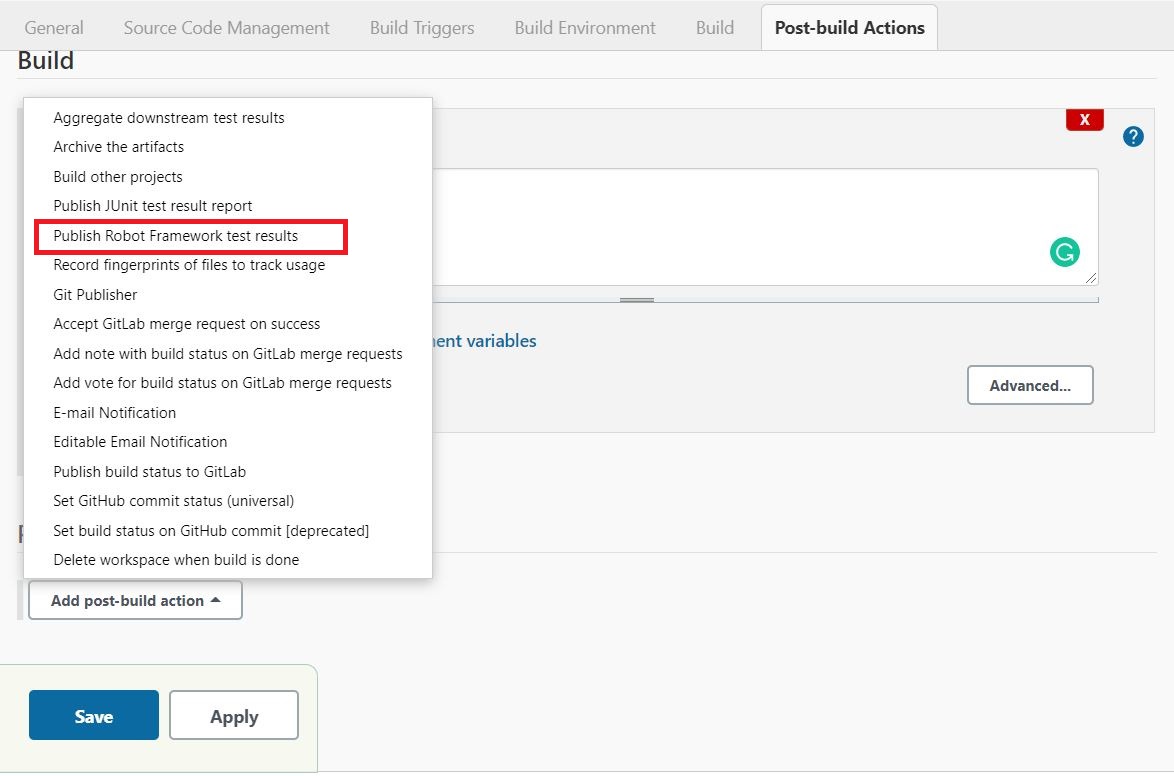 General Source Code Management Build Triggers Build Environment Build Post-build Actions
Build
Aggregate downstream test results
Archive the artifacts
Build other projects
Publish JUnit test result report
Publish Robot Framework test results
Record fingerprints of files to track usage
Git Publisher
Accept GitLab merge request on success
Add note with build status on GitLab merge requests
Add vote for build status on GitLab merge requests
E-mail Notification
Editable Email Notification
Publish build status to GitLab
Set GitHub commit status (universal)
Set build status on GitHub commit [deprecated]
Delete workspace when build is done
X
?
G
variables
Advanced...
Add post-build action
Save Apply